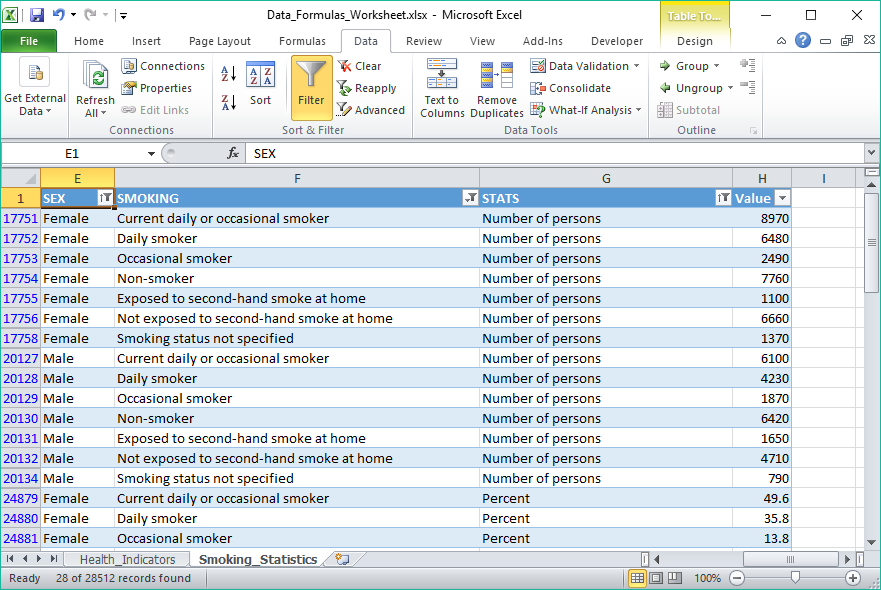 Data_Formulas_Worksheet.xlsx - Microsoft Excel
Table To...
File Home Insert Page Layout Formulas Data Review View Add-Ins Developer Design
Get External Data
Refresh All
Connections
Properties
Edit Links
Connections
Sort
Filter
Clear
Reapply
Advanced
Sort & Filter
Text to Columns
Remove Duplicates
Data Validation
Consolidate
What-If Analysis
Data Tools
Group
Ungroup
Subtotal
Outline
E1 fx SEX
E F G H I
1 SEX SMOKING STATS Value
17751 Female Current daily or occasional smoker Number of persons 8970
17752 Female Daily smoker Number of persons 6480
17753 Female Occasional smoker Number of persons 2490
17754 Female Non-smoker Number of persons 7760
17755 Female Exposed to second-hand smoke at home Number of persons 1100
17756 Female Not exposed to second-hand smoke at home Number of persons 6660
17758 Female Smoking status not specified Number of persons 1370
20127 Male Current daily or occasional smoker Number of persons 6100
20128 Male Daily smoker Number of persons 4230
20129 Male Occasional smoker Number of persons 1870
20130 Male Non-smoker Number of persons 6420
20131 Male Exposed to second-hand smoke at home Number of persons 1650
20132 Male Not exposed to second-hand smoke at home Number of persons 4710
20134 Male Smoking status not specified Number of persons 790
24879 Female Current daily or occasional smoker Percent 49.6
24880 Female Daily smoker Percent 35.8
24881 Female Occasional smoker Percent 13.8
Health_Indicators Smoking_Statistics
Ready 28 of 28512 records found 100%